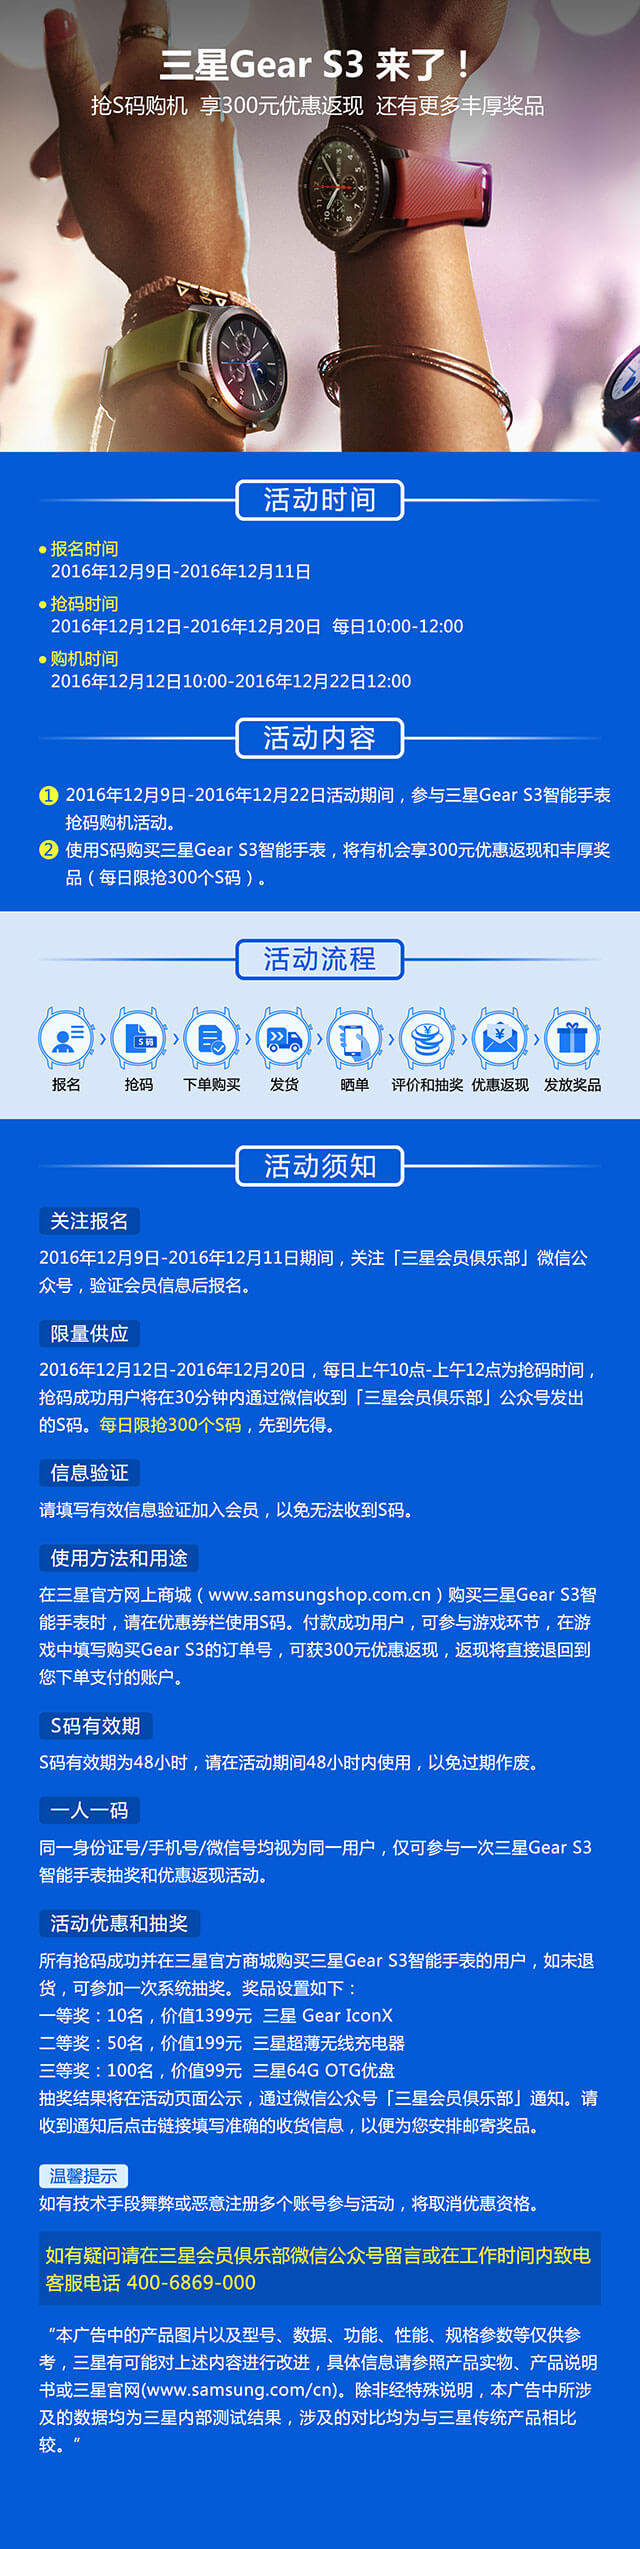 三星Gear S3 来了！
抢S码购机 享300元优惠返现 还有更多丰厚奖品
活动时间
报名时间
2016年12月9日-2016年12月11日
抢码时间
2016年12月12日-2016年12月20日 每日10:00-12:00
购机时间
2016年12月12日10:00-2016年12月22日12:00
活动内容
1 2016年12月9日-2016年12月22日活动期间，参与三星Gear S3智能手表
抢码购机活动。
2 使用S码购买三星Gear S3智能手表，将有机会享300元优惠返现和丰厚奖
品（每日限抢300个S码）。
活动流程
S码
¥
¥
报名 抢码 下单购买 发货 晒单 评价和抽奖 优惠返现 发放奖品
活动须知
关注报名
2016年12月9日-2016年12月11日期间，关注「三星会员俱乐部」微信公
众号，验证会员信息后报名。
限量供应
2016年12月12日-2016年12月20日，每日上午10点-上午12点为抢码时间，
抢码成功用户将在30分钟内通过微信收到「三星会员俱乐部」公众号发出
的S码。每日限抢300个S码，先到先得。
信息验证
请填写有效信息验证加入会员，以免无法收到S码。
使用方法和用途
在三星官方网上商城（www.samsungshop.com.cn）购买三星Gear S3智
能手表时，请在优惠券栏使用S码。付款成功用户，可参与游戏环节，在游
戏中填写购买Gear S3的订单号，可获300元优惠返现，返现将直接退回到
您下单支付的账户。
S码有效期
S码有效期为48小时，请在活动期间48小时内使用，以免过期作废。
一人一码
同一身份证号/手机号/微信号均视为同一用户，仅可参与一次三星Gear S3
智能手表抽奖和优惠返现活动。
活动优惠和抽奖
所有抢码成功并在三星官方商城购买三星Gear S3智能手表的用户，如未退
货，可参加一次系统抽奖。奖品设置如下：
一等奖：10名，价值1399元 三星 Gear IconX
二等奖：50名，价值199元 三星超薄无线充电器
三等奖：100名，价值99元 三星64G OTG优盘
抽奖结果将在活动页面公示，通过微信公众号「三星会员俱乐部」通知。请
收到通知后点击链接填写准确的收货信息，以便为您安排邮寄奖品。
温馨提示
如有技术手段舞弊或恶意注册多个账号参与活动，将取消优惠资格。
如有疑问请在三星会员俱乐部微信公众号留言或在工作时间内致电
客服电话 400-6869-000
“本广告中的产品图片以及型号、数据、功能、性能、规格参数等仅供参
考，三星有可能对上述内容进行改进，具体信息请参照产品实物、产品说明
书或三星官网(www.samsung.com/cn)。除非经特殊说明，本广告中所涉
及的数据均为三星内部测试结果，涉及的对比均为与三星传统产品相比
较。”